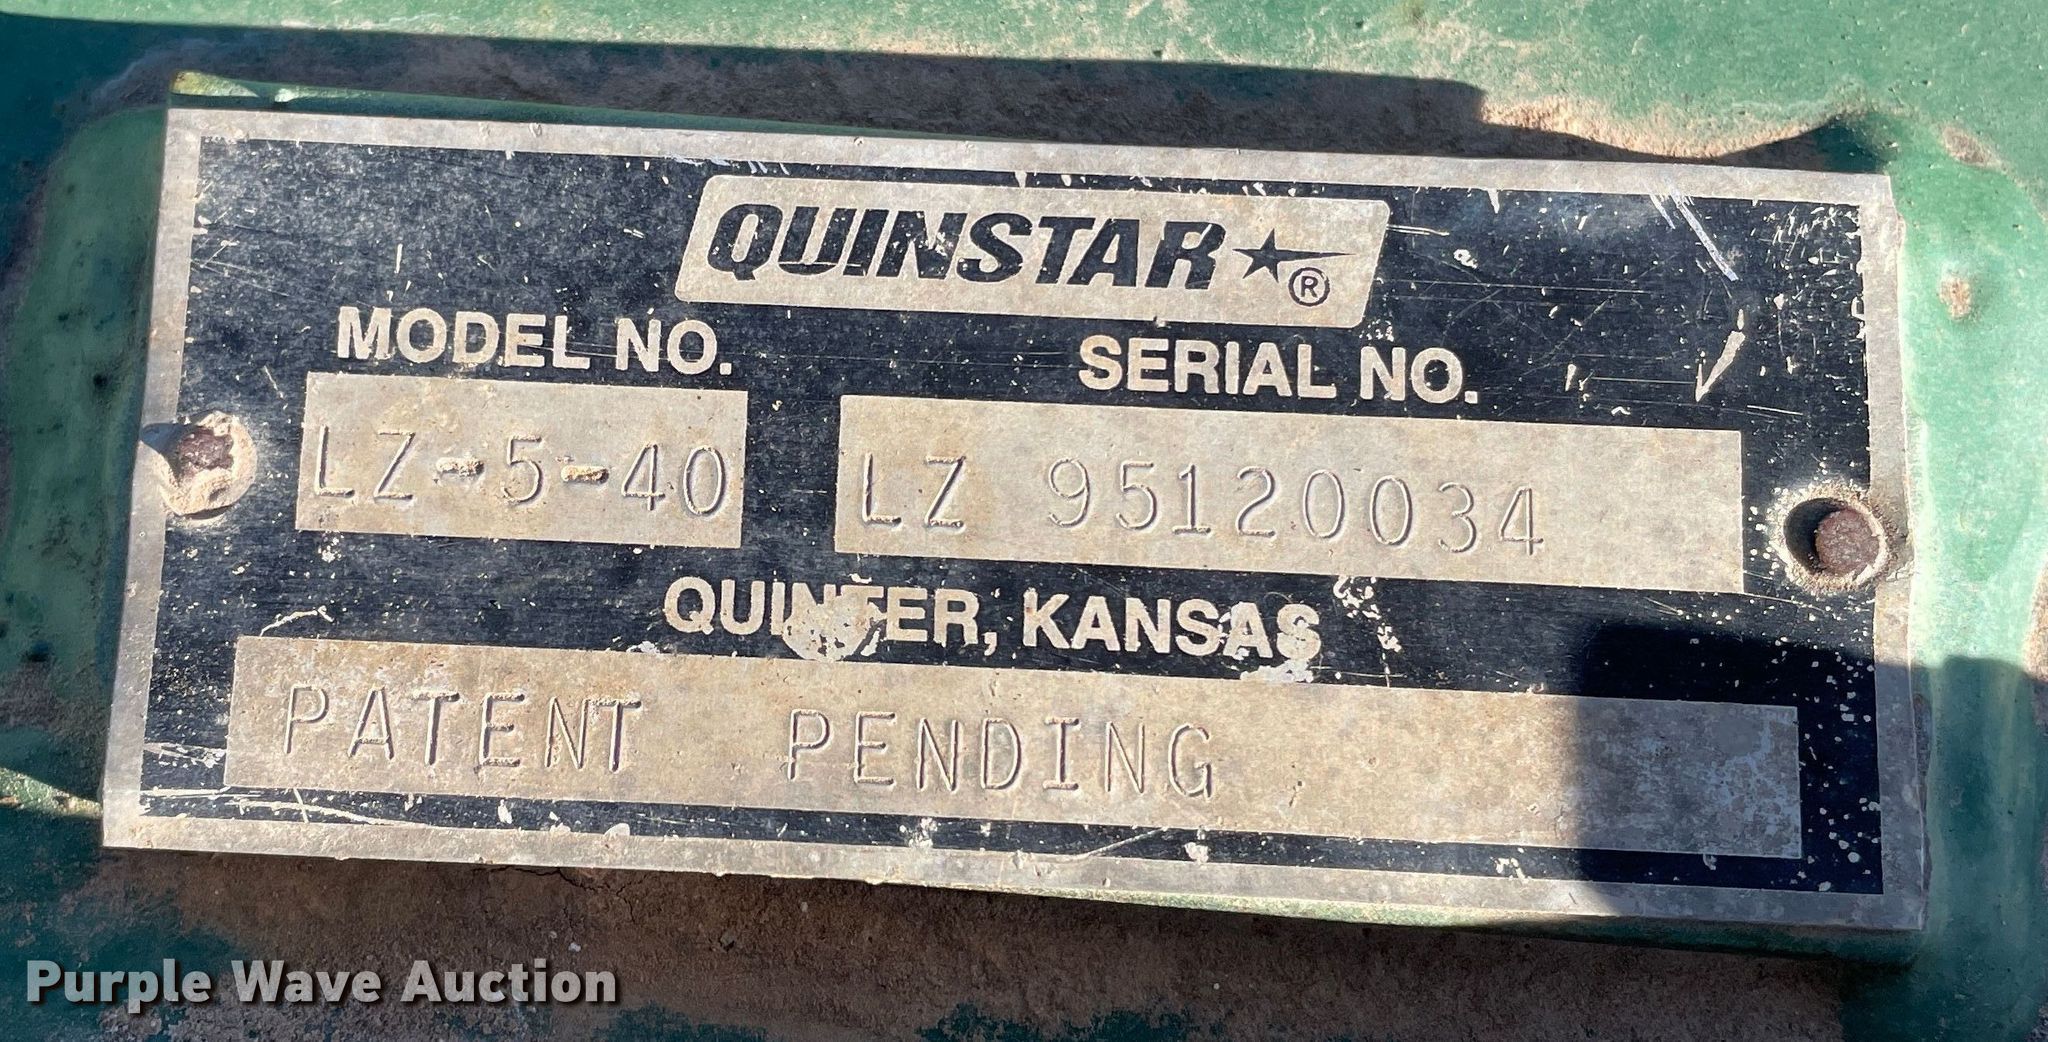 QUINSTAR ®
MODEL NO. SERIAL NO.
LZ-5-40 LZ 95120034
QUINTER, KANSAS
PATENT PENDING
Purple Wave Auction